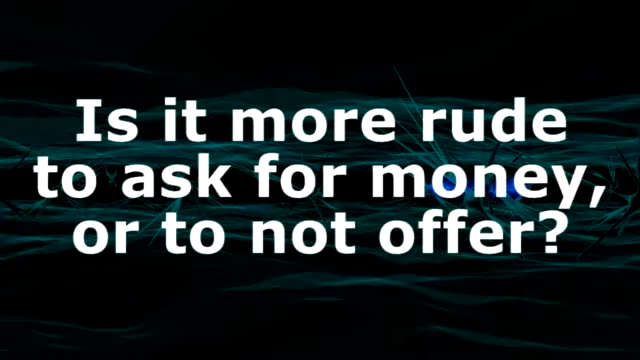 Is it more rude
to ask for money,
or to not offer?